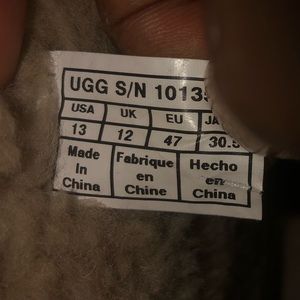 UGG S/N 1013
USA UK EU JA
13 12 47 30.5
Made Fabrique Hecho
In en en
China Chine China